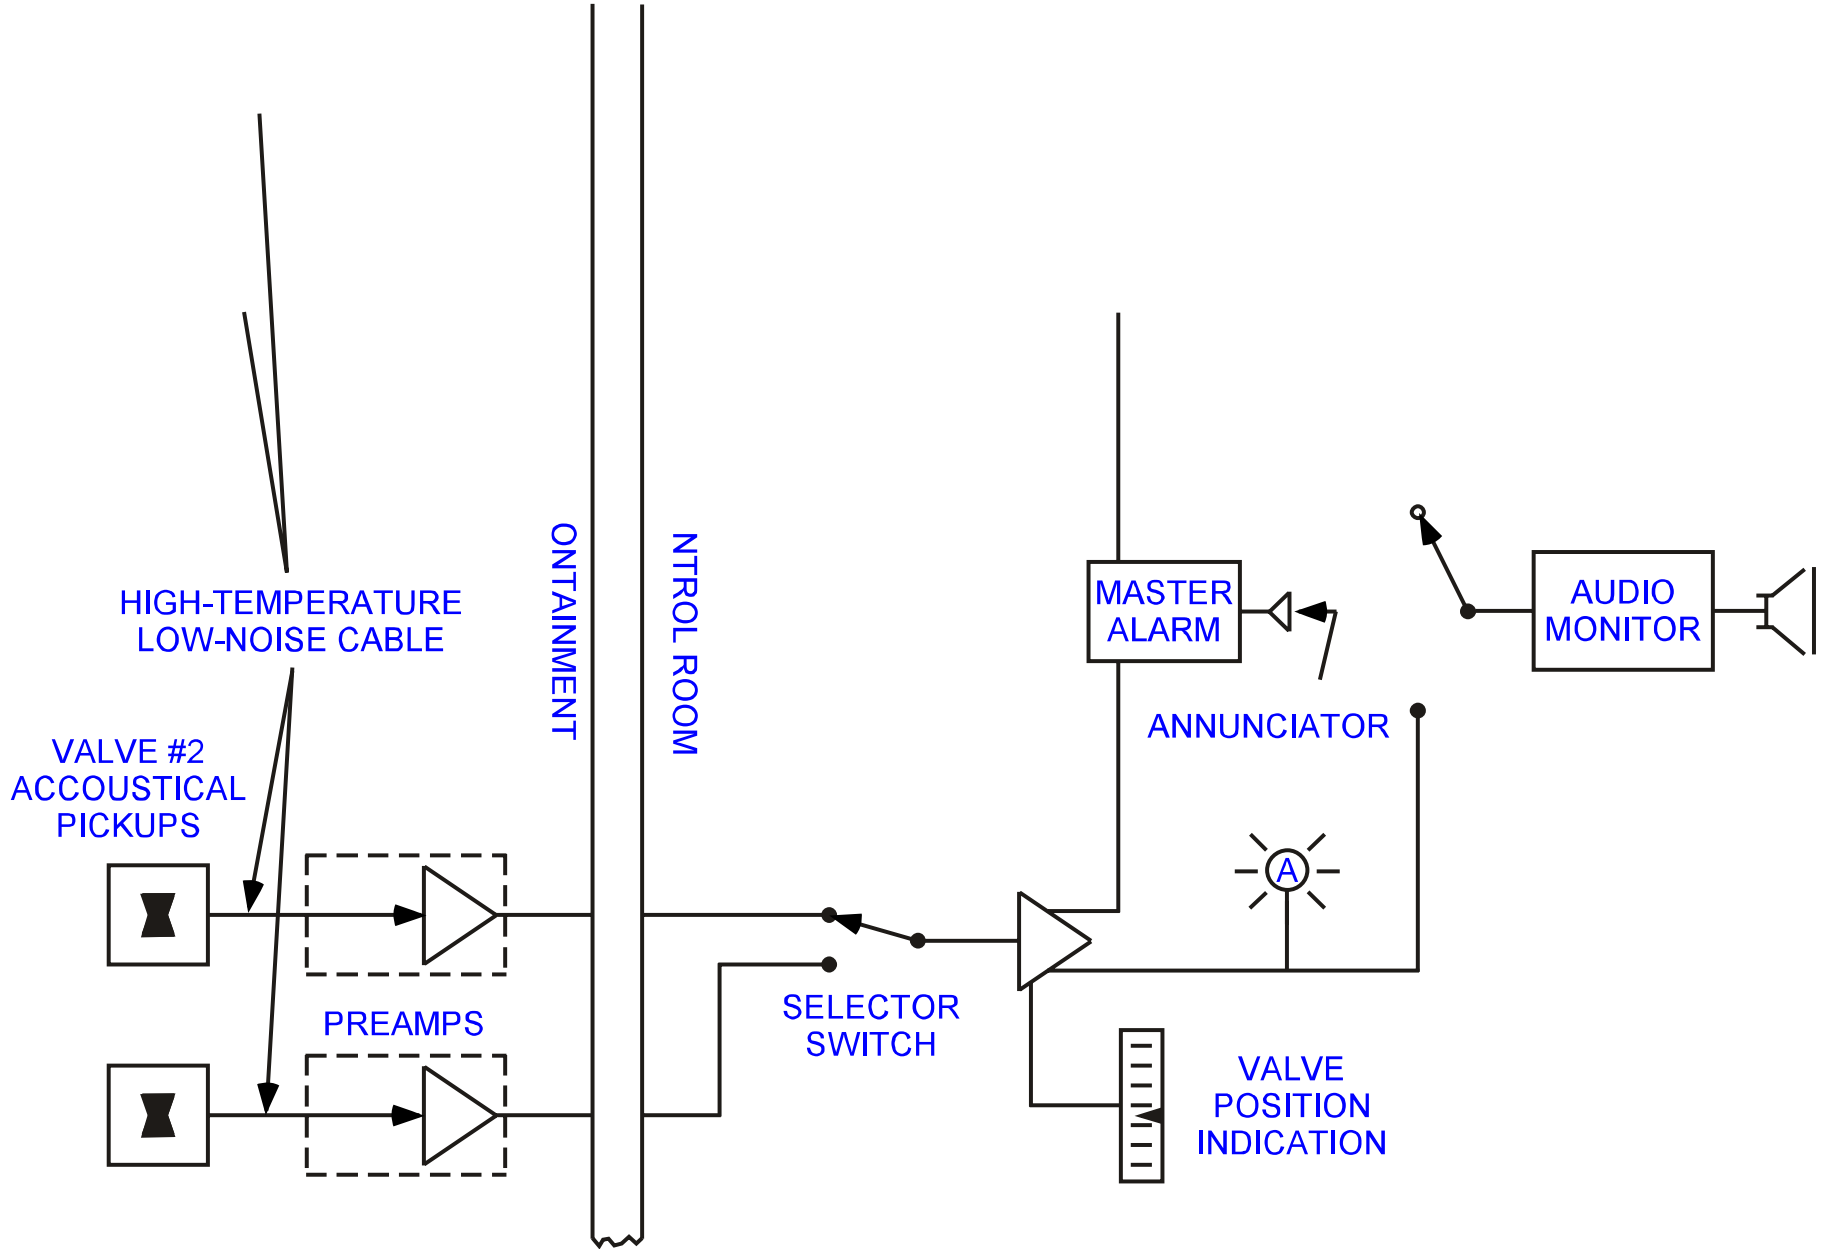 HIGH-TEMPERATURE
LOW-NOISE CABLE
ONTAINMENT
NTROL ROOM
MASTER
ALARM
AUDIO
MONITOR
ANNUNCIATOR
VALVE #2
ACCOUSTICAL
PICKUPS
A
PREAMPS
SELECTOR
SWITCH
VALVE
POSITION
INDICATION